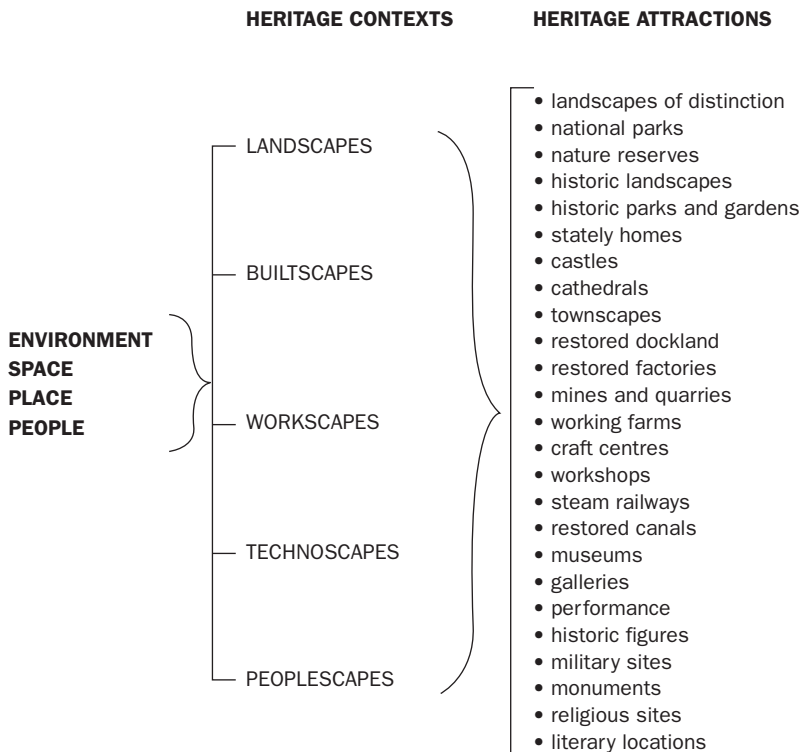 HERITAGE CONTEXTS
HERITAGE ATTRACTIONS
ENVIRONMENT
SPACE
PLACE
PEOPLE
LANDSCAPES
BUILTSCAPES
WORKSCAPES
TECHNOSCAPES
PEOPLESCAPES
• landscapes of distinction
• national parks
• nature reserves
• historic landscapes
• historic parks and gardens
• stately homes
• castles
• cathedrals
• townscapes
• restored dockland
• restored factories
• mines and quarries
• working farms
• craft centres
• workshops
• steam railways
• restored canals
• museums
• galleries
• performance
• historic figures
• military sites
• monuments
• religious sites
• literary locations